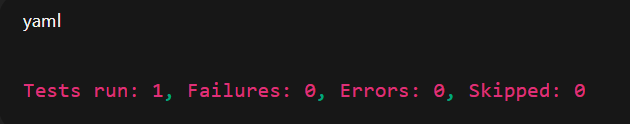 yaml
Tests run: 1, Failures: 0, Errors: 0, Skipped: 0